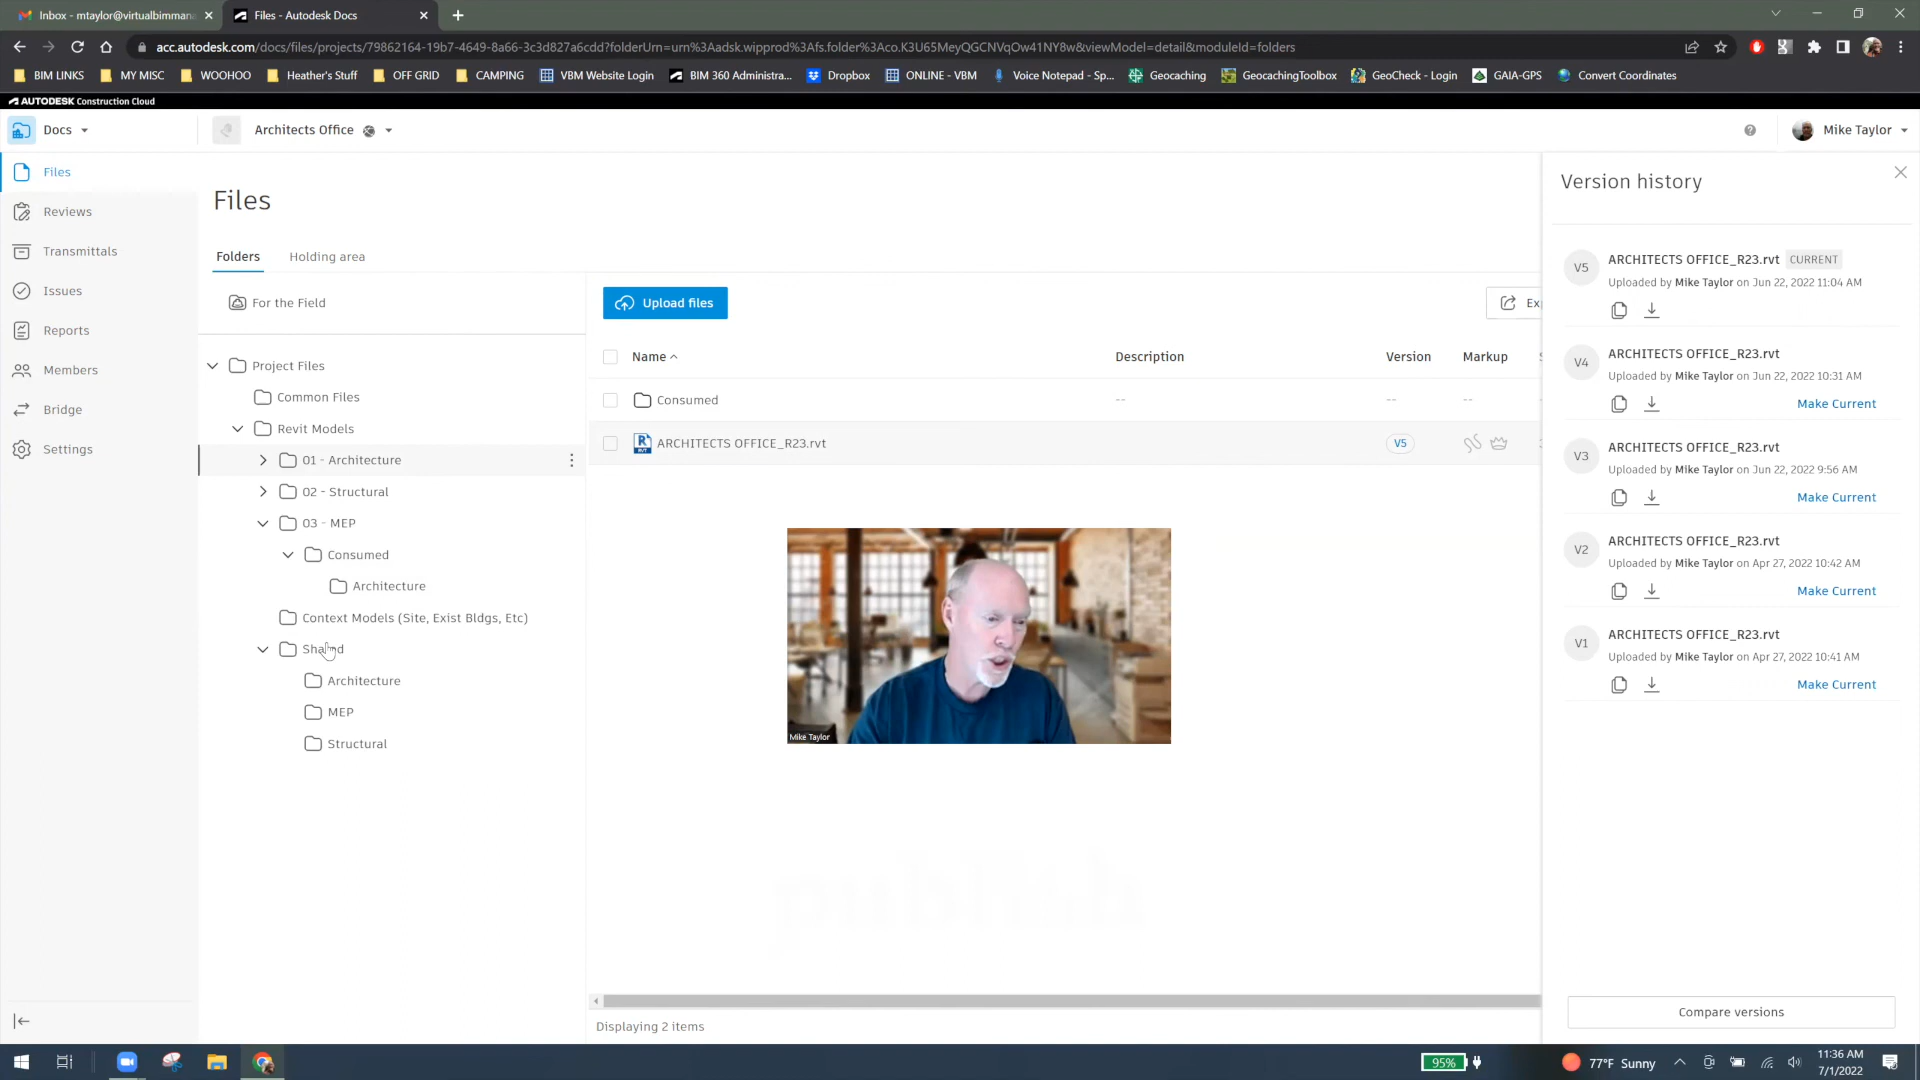 Inbox - mtaylor@virtualbimmana
Files - Autodesk Docs
acc.autodesk.com/docs/files/projects/79862164-19b7-4649-8a66-3c3d827a6cdd?folderUrn=urn%3Aadsk.wipprod%3Afs.folder%3Aco.K3U65MeyQGCNVqOw41NY8w&viewModel=detail&moduleId=folders
BIM LINKS
MY MISC
WOOHOO
Heather's Stuff
OFF GRID
CAMPING
VBM Website Login
BIM 360 Administra...
Dropbox
ONLINE - VBM
Voice Notepad - Sp...
Geocaching
GeocachingToolbox
GeoCheck - Login
GAIA-GPS
Convert Coordinates
AUTODESK Construction Cloud
Docs
Architects Office
Mike Taylor
Files
Reviews
Transmittals
Issues
Reports
Members
Bridge
Settings
Files
Folders
Holding area
For the Field
Project Files
Common Files
Revit Models
01 - Architecture
02 - Structural
03 - MEP
Consumed
Architecture
Context Models (Site, Exist Bldgs, Etc)
Shared
Architecture
MEP
Structural
Upload files
Exp
Name
Description
Version
Markup
Consumed
--
--
--
ARCHITECTS OFFICE_R23.rvt
V5
Mike Taylor
Displaying 2 items
Version history
V5
ARCHITECTS OFFICE_R23.rvt CURRENT
Uploaded by Mike Taylor on Jun 22, 2022 11:04 AM
V4
ARCHITECTS OFFICE_R23.rvt
Uploaded by Mike Taylor on Jun 22, 2022 10:31 AM
Make Current
V3
ARCHITECTS OFFICE_R23.rvt
Uploaded by Mike Taylor on Jun 22, 2022 9:56 AM
Make Current
V2
ARCHITECTS OFFICE_R23.rvt
Uploaded by Mike Taylor on Apr 27, 2022 10:42 AM
Make Current
V1
ARCHITECTS OFFICE_R23.rvt
Uploaded by Mike Taylor on Apr 27, 2022 10:41 AM
Make Current
Compare versions
95%
77°F Sunny
11:36 AM
7/1/2022